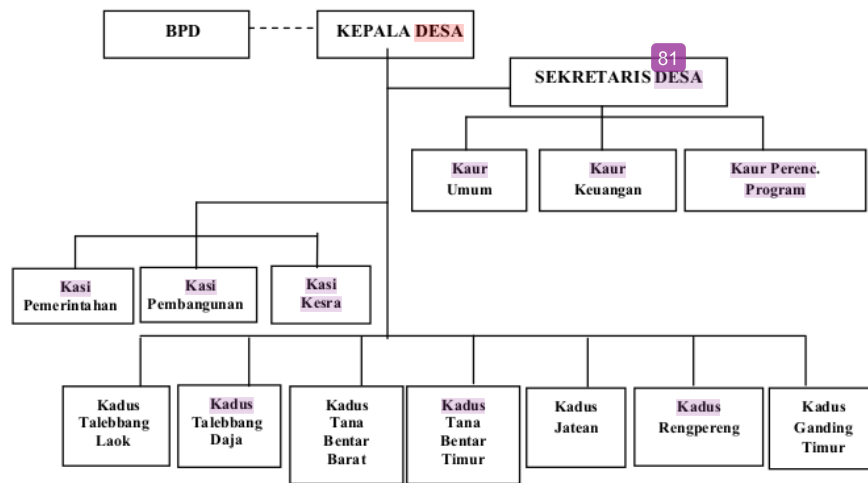 BPD
KEPALA DESA
81
SEKRETARIS DESA
Kaur
Umum
Kaur
Keuangan
Kaur Perenc.
Program
Kasi
Pemerintahan
Kasi
Pembangunan
Kasi
Kesra
Kadus
Talebbang
Laok
Kadus
Talebbang
Daja
Kadus
Tana
Bentar
Barat
Kadus
Tana
Bentar
Timur
Kadus
Jatean
Kadus
Rengpereng
Kadus
Ganding
Timur